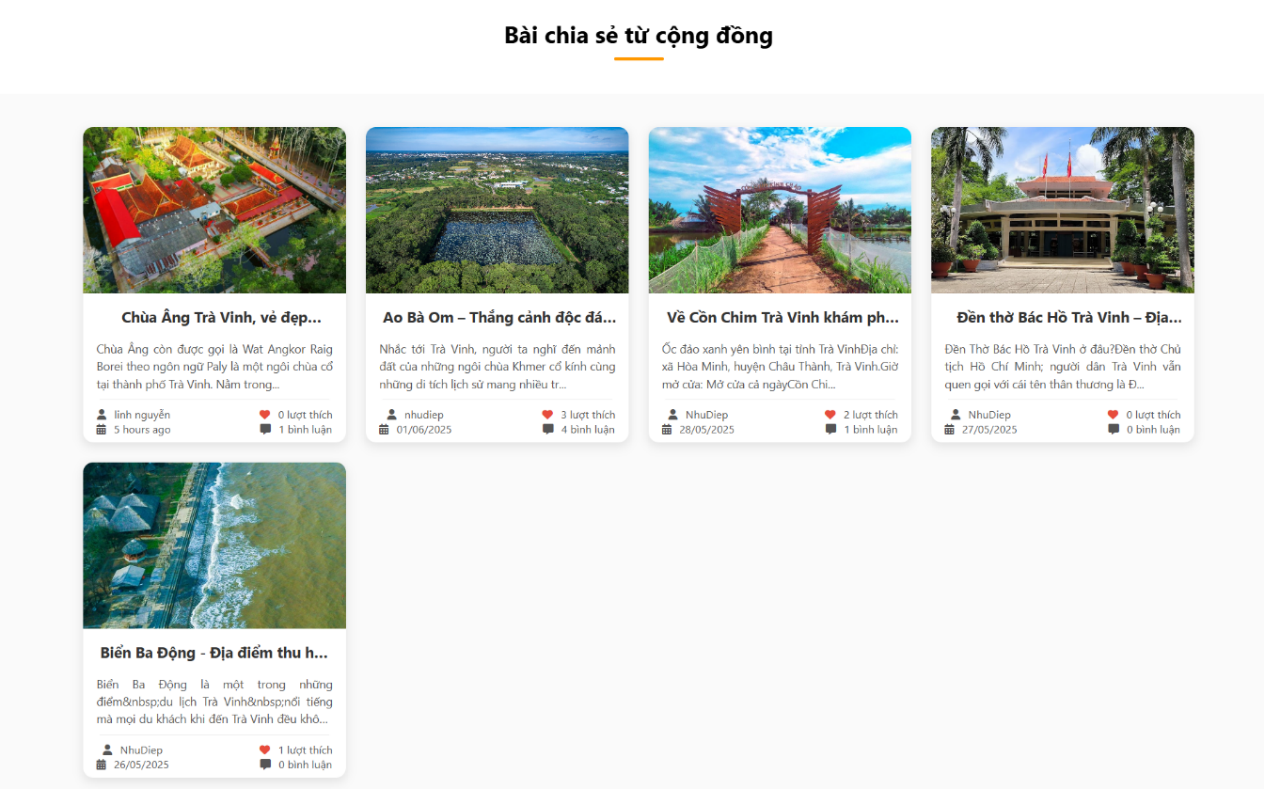 Bài chia sẻ từ cộng đồng
Chùa Âng Trà Vinh, vẻ đẹp...
Chùa Âng còn được gọi là Wat Angkor Raig
Borei theo ngôn ngữ Paly là một ngôi chùa cổ
tại thành phố Trà Vinh. Nằm trong...
linh nguyễn
0 lượt thích
5 hours ago
1 bình luận
Ao Bà Om – Thắng cảnh độc đá...
Nhắc tới Trà Vinh, người ta nghĩ đến mảnh
đất của những ngôi chùa Khmer cổ kính cùng
những di tích lịch sử mang nhiều tr...
nhudiep
3 lượt thích
01/06/2025
4 bình luận
Về Cồn Chim Trà Vinh khám ph...
Ốc đảo xanh yên bình tại tỉnh Trà VinhĐịa chỉ:
xã Hòa Minh, huyện Châu Thành, Trà Vinh.Giờ
mở cửa: Mở cửa cả ngàyCồn Chi...
NhuDiep
2 lượt thích
28/05/2025
1 bình luận
Đền thờ Bác Hồ Trà Vinh – Địa...
Đền Thờ Bác Hồ Trà Vinh ở đâu?Đền thờ Chủ
tịch Hồ Chí Minh; người dân Trà Vinh vẫn
quen gọi với cái tên thân thương là Đ...
NhuDiep
0 lượt thích
27/05/2025
0 bình luận
Biển Ba Động - Địa điểm thu h...
Biển Ba Động là một trong những
điểm&nbsp;du lịch Trà Vinh&nbsp;nổi tiếng
mà mọi du khách khi đến Trà Vinh đều khô...
NhuDiep
1 lượt thích
26/05/2025
0 bình luận